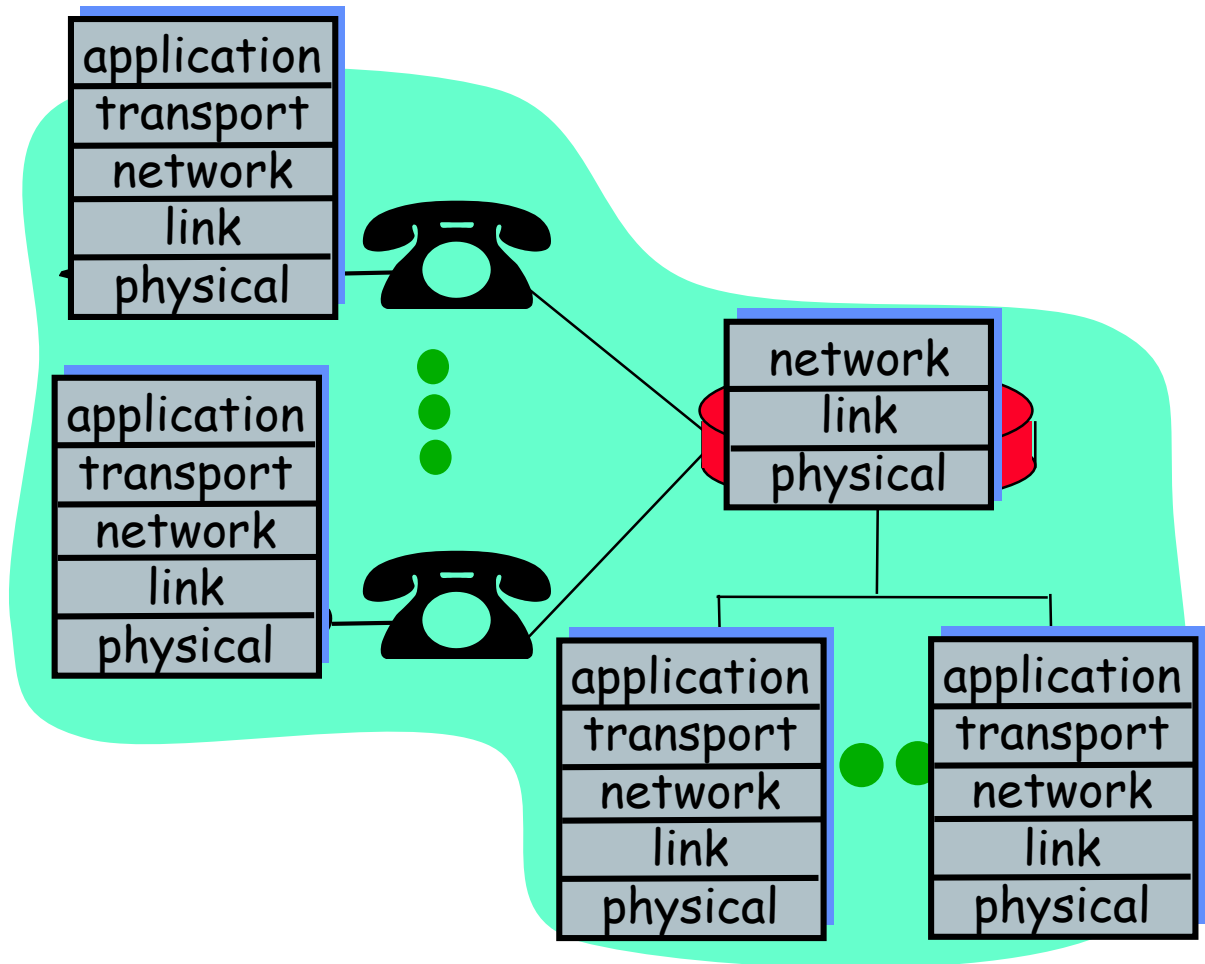 application
transport
network
link
physical
application
transport
network
link
physical
network
link
physical
application
transport
network
link
physical
application
transport
network
link
physical